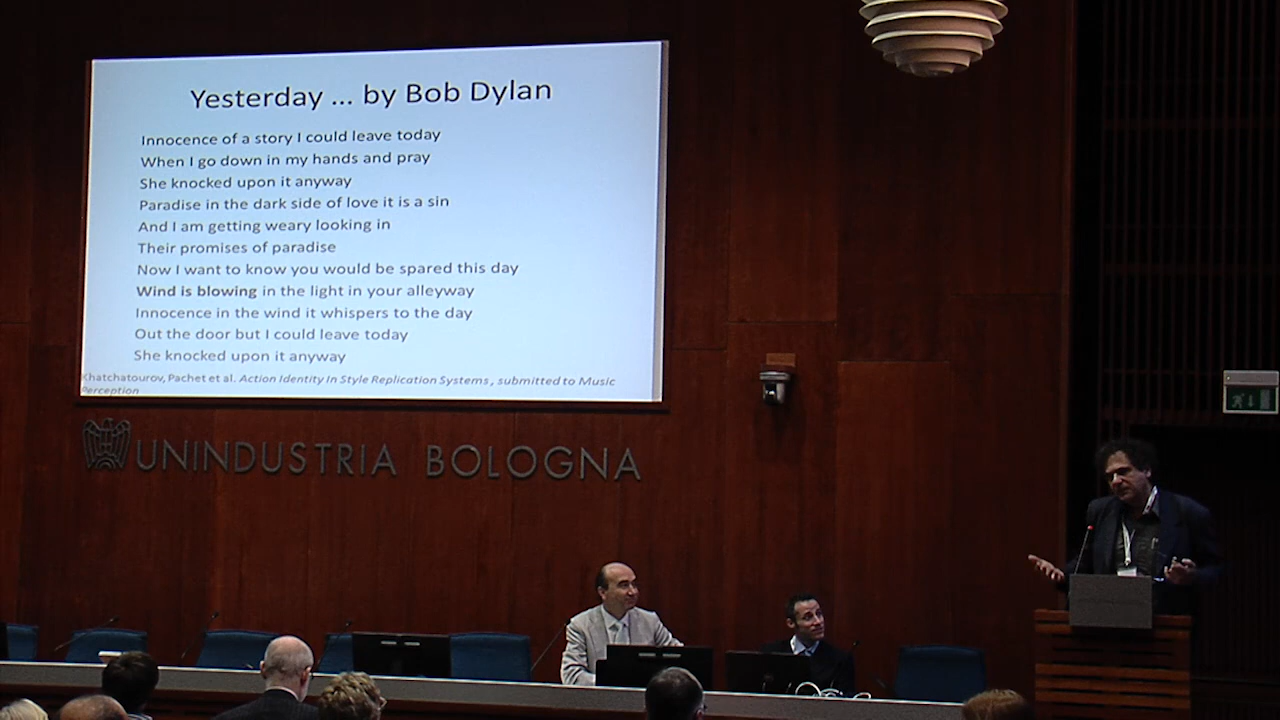 Yesterday ... by Bob Dylan
Innocence of a story I could leave today
When I go down in my hands and pray
She knocked upon it anyway
Paradise in the dark side of love it is a sin
And I am getting weary looking in
Their promises of paradise
Now I want to know you would be spared this day
Wind is blowing in the light in your alleyway
Innocence in the wind it whispers to the day
Out the door but I could leave today
She knocked upon it anyway
Khatchatourov, Pachet et al. Action Identity In Style Replication Systems, submitted to Music
Perception
UNINDUSTRIA BOLOGNA